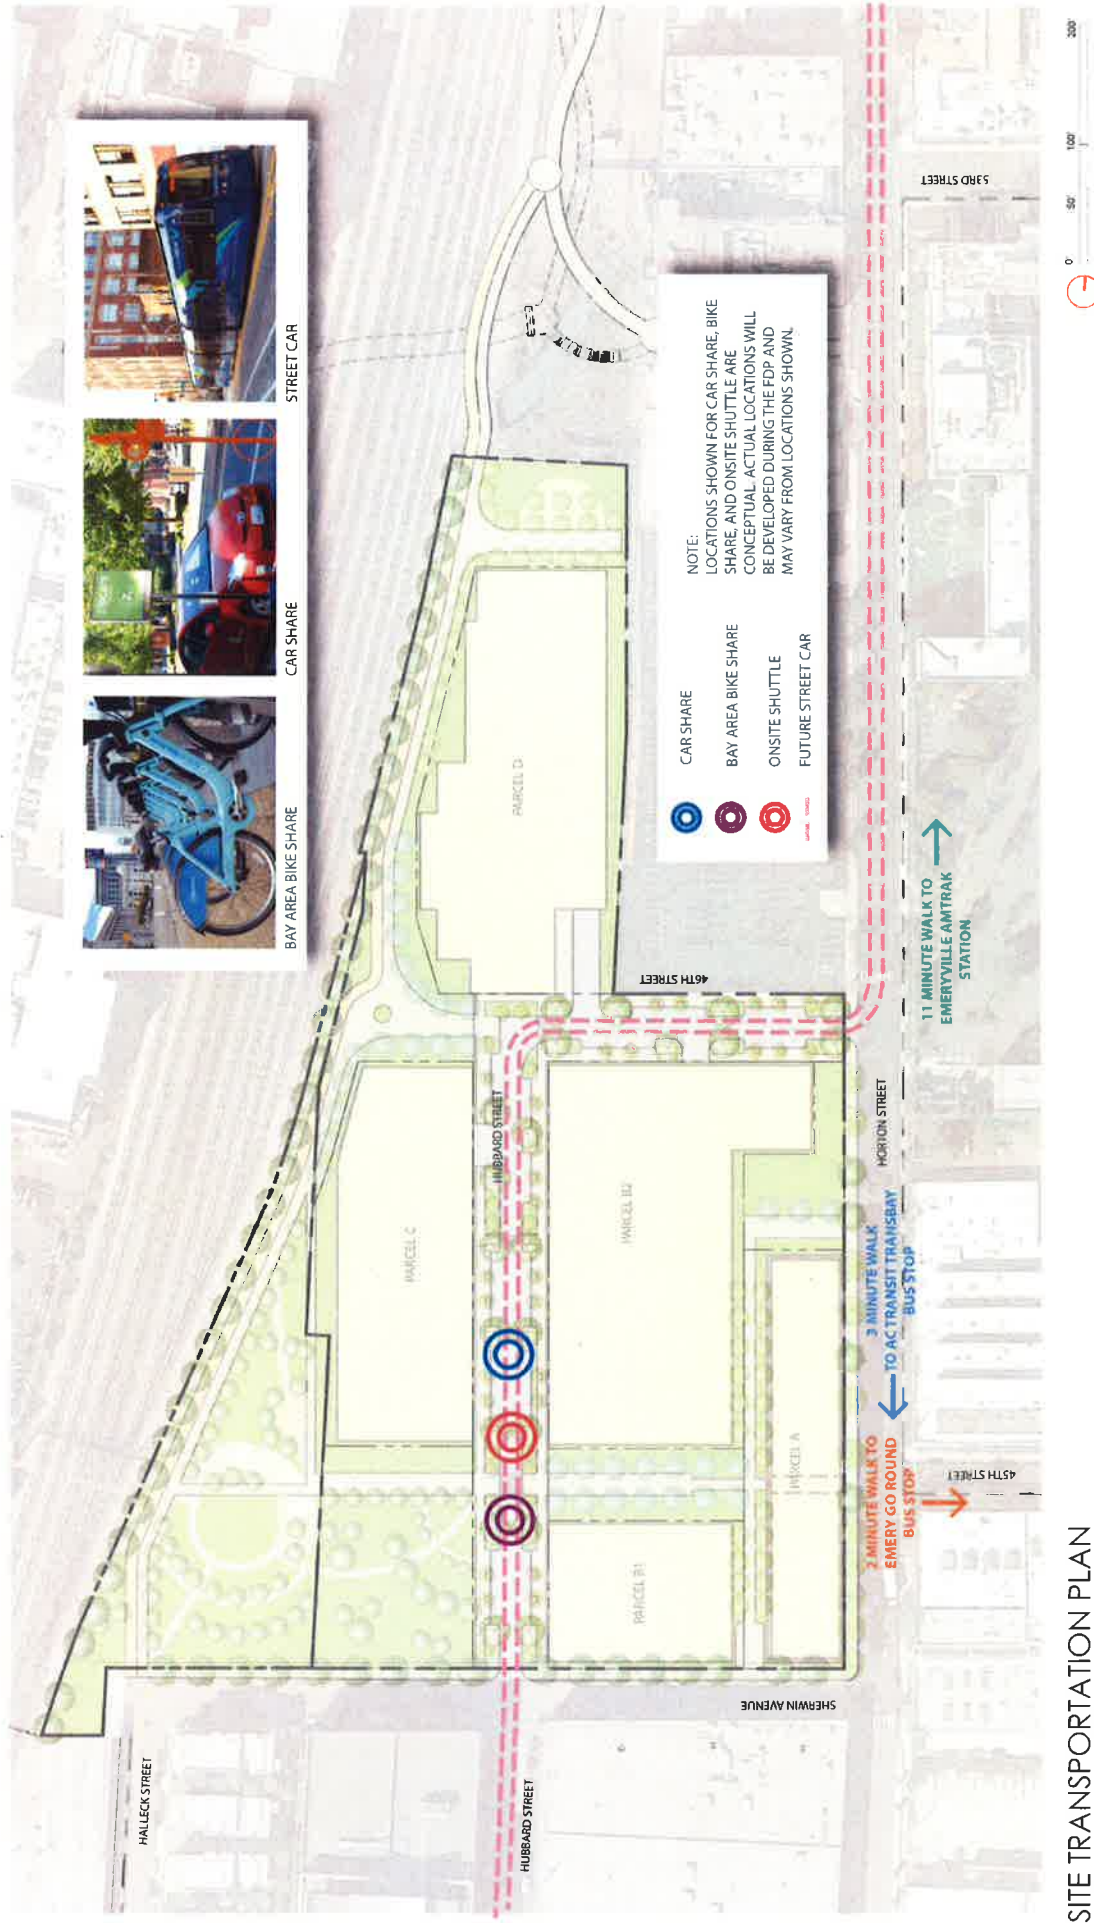 BAY AREA BIKE SHARE
CAR SHARE
STREET CAR
CAR SHARE
BAY AREA BIKE SHARE
ONSITE SHUTTLE
FUTURE STREET CAR
NOTE:
LOCATIONS SHOWN FOR CAR SHARE, BIKE
SHARE, AND ONSITE SHUTTLE ARE
CONCEPTUAL. ACTUAL LOCATIONS WILL
BE DEVELOPED DURING THE FDP AND
MAY VARY FROM LOCATIONS SHOWN.
HALLECK STREET
HUBBARD STREET
HUBBARD STREET
SHERWIN AVENUE
46TH STREET
HORTON STREET
45TH STREET
53RD STREET
PARCEL C
PARCEL D
PARCEL B2
PARCEL B1
PARCEL A
2 MINUTE WALK TO
EMERY GO ROUND
BUS STOP
3 MINUTE WALK
TO AC TRANSIT TRANSBAY
BUS STOP
11 MINUTE WALK TO
EMERYVILLE AMTRAK
STATION
0'
50'
100'
200'
SITE TRANSPORTATION PLAN